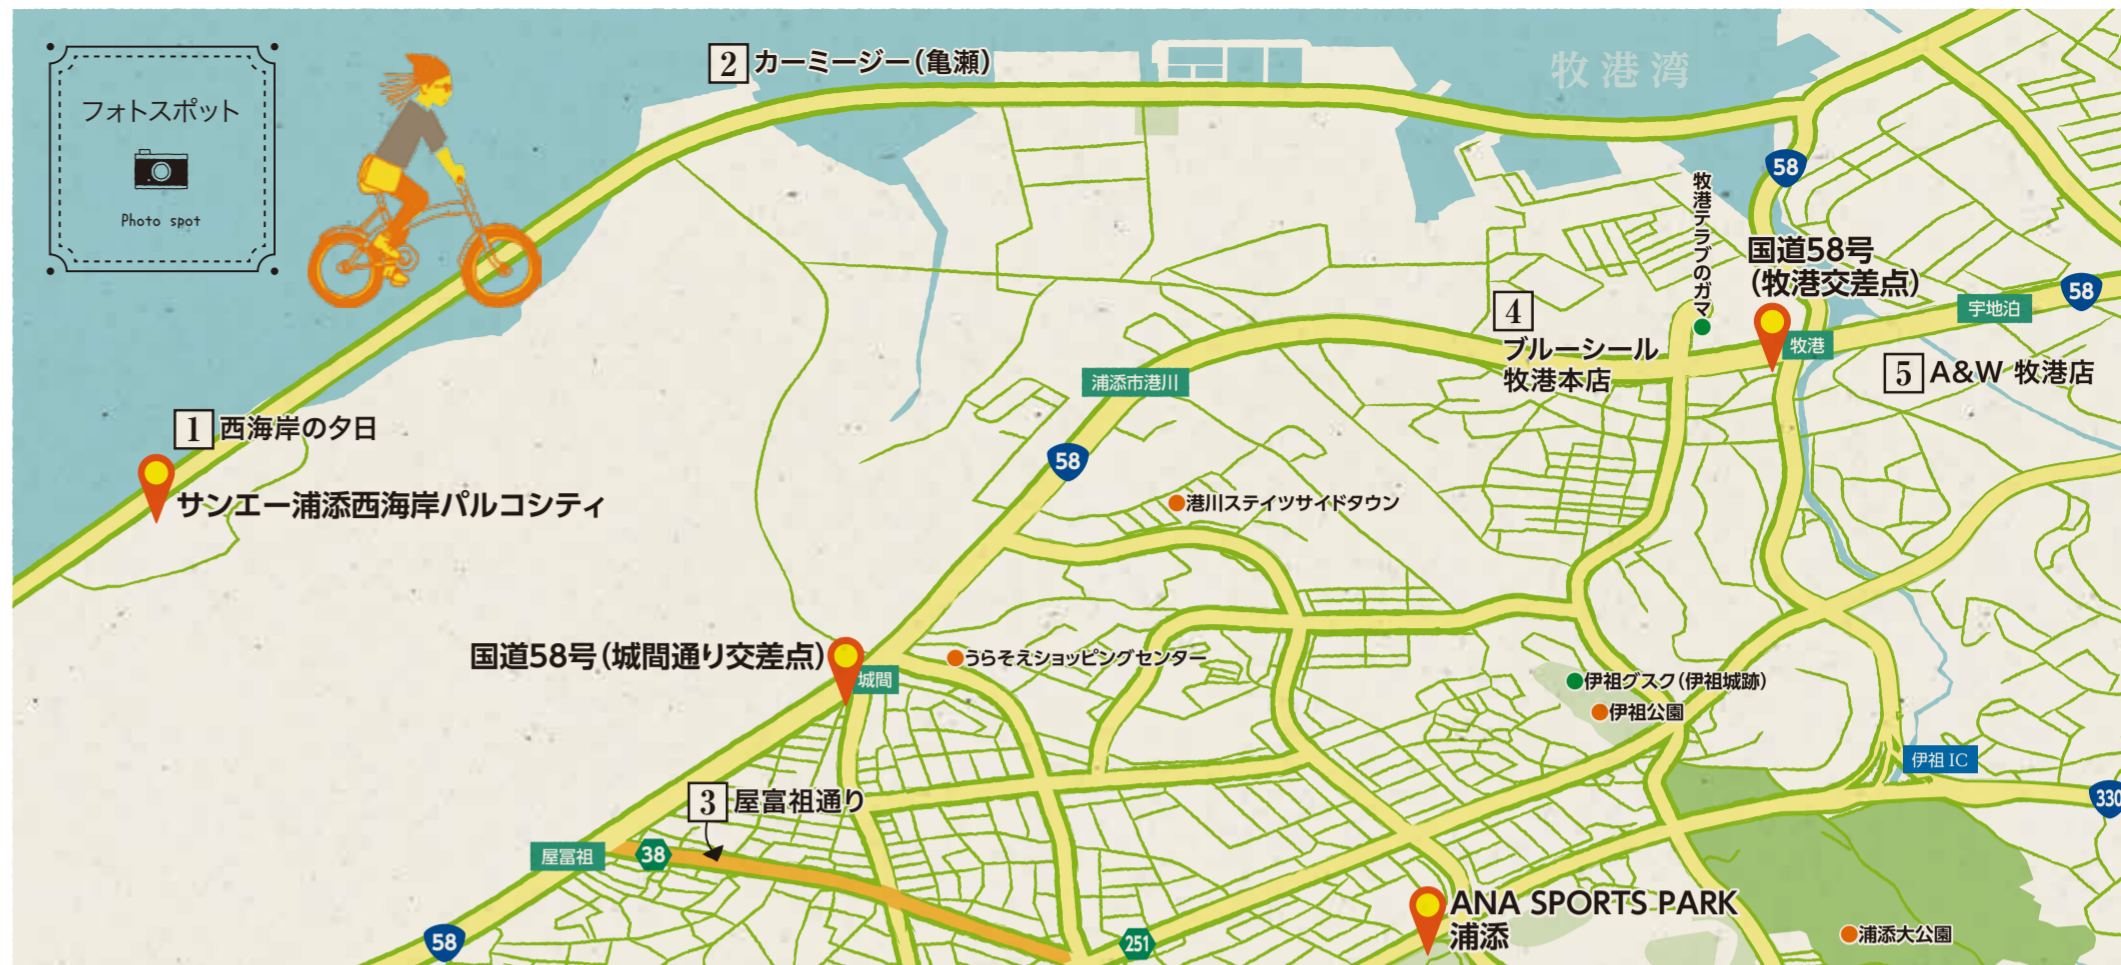 フォトスポット
Photo spot
2 カーミージー(亀瀬)
牧港湾
58
牧港テラブのガマ
国道58号
(牧港交差点)
58
宇地泊
牧港
4
ブルーシール
牧港本店
5 A&W 牧港店
浦添市港川
58
1 西海岸の夕日
サンエー浦添西海岸パルコシティ
港川ステイツサイドタウン
国道58号(城間通り交差点)
城間
うらそえショッピングセンター
伊祖グスク(伊祖城跡)
伊祖公園
伊祖 IC
330
3 屋富祖通り
屋冨祖
38
ANA SPORTS PARK
浦添
58
251
浦添大公園